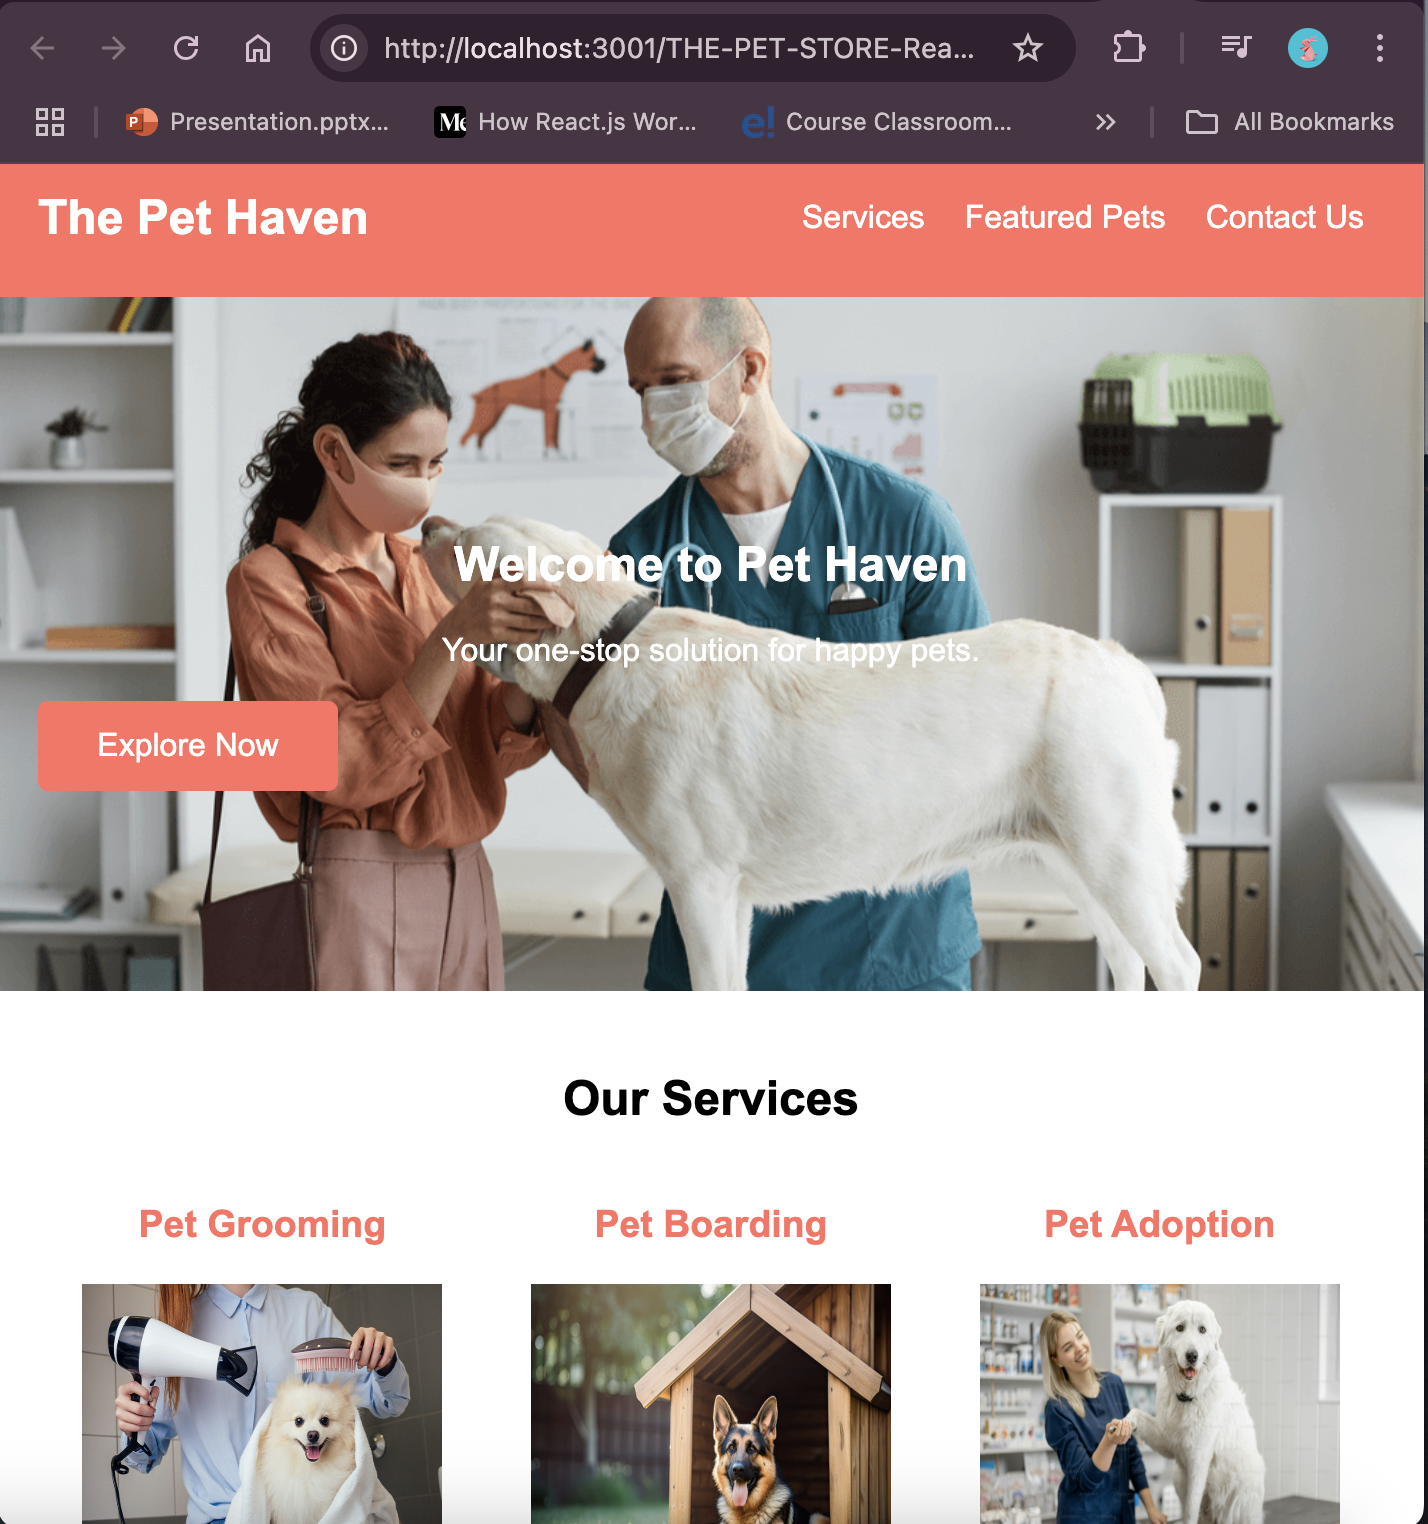 http://localhost:3001/THE-PET-STORE-Rea...
Presentation.pptx...
How React.js Wor...
Course Classroom...
All Bookmarks
The Pet Haven
Services
Featured Pets
Contact Us
Welcome to Pet Haven
Your one-stop solution for happy pets.
Explore Now
Our Services
Pet Grooming
Pet Boarding
Pet Adoption